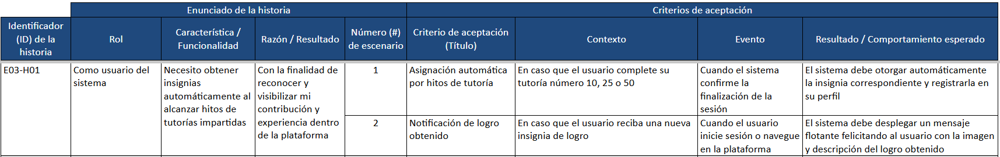 Enunciado de la historia
Criterios de aceptación
Identificador
(ID) de la
historia
Rol
Característica /
Funcionalidad
Razón / Resultado
Número (#)
de escenario
Criterio de aceptación
(Título)
Contexto
Evento
Resultado / Comportamiento esperado
E03-H01
Como usuario del
sistema
Necesito obtener
insignias
automáticamente al
alcanzar hitos de
tutorías impartidas
Con la finalidad de
reconocer y
visibilizar mi
contribución y
experiencia dentro
de la plataforma
1
Asignación automática
por hitos de tutoría
En caso que el usuario complete su
tutoría número 10, 25 o 50
Cuando el sistema
confirme la
finalización de la
sesión
El sistema debe otorgar automáticamente
la insignia correspondiente y registrarla en
su perfil
2
Notificación de logro
obtenido
En caso que el usuario reciba una nueva
insignia de logro
Cuando el usuario
inicie sesión o navegue
en la plataforma
El sistema debe desplegar un mensaje
flotante felicitando al usuario con la imagen
y descripción del logro obtenido